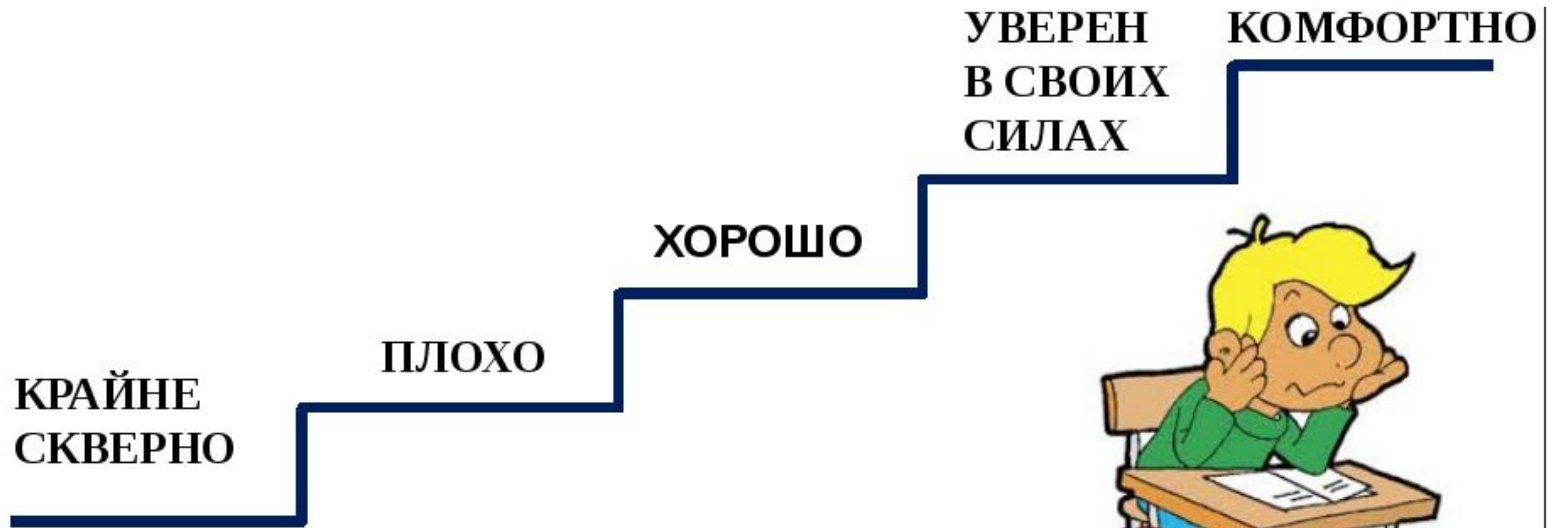 УВЕРЕН
В СВОИХ
СИЛАХ
КОМФОРТНО
ХОРОШО
ПЛОХО
КРАЙНЕ
СКВЕРНО